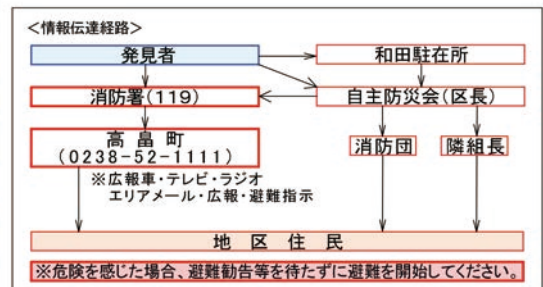 ＜情報伝達経路＞
発見者
和田駐在所
消防署(119)
自主防災会(区長)
高畠町
(0238-52-1111)
消防団
隣組長
※広報車・テレビ・ラジオ
エリアメール・広報・避難指示
地区住民
※危険を感じた場合、避難勧告等を待たずに避難を開始してください。